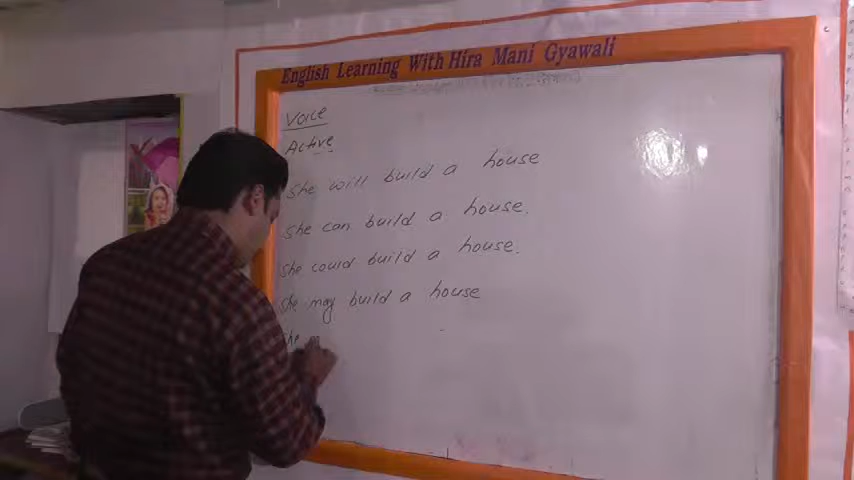 English Learning With Hira Mani Gyawali
Voice
Active
She will build a house
She can build a house.
She could build a house.
She may build a house
She m